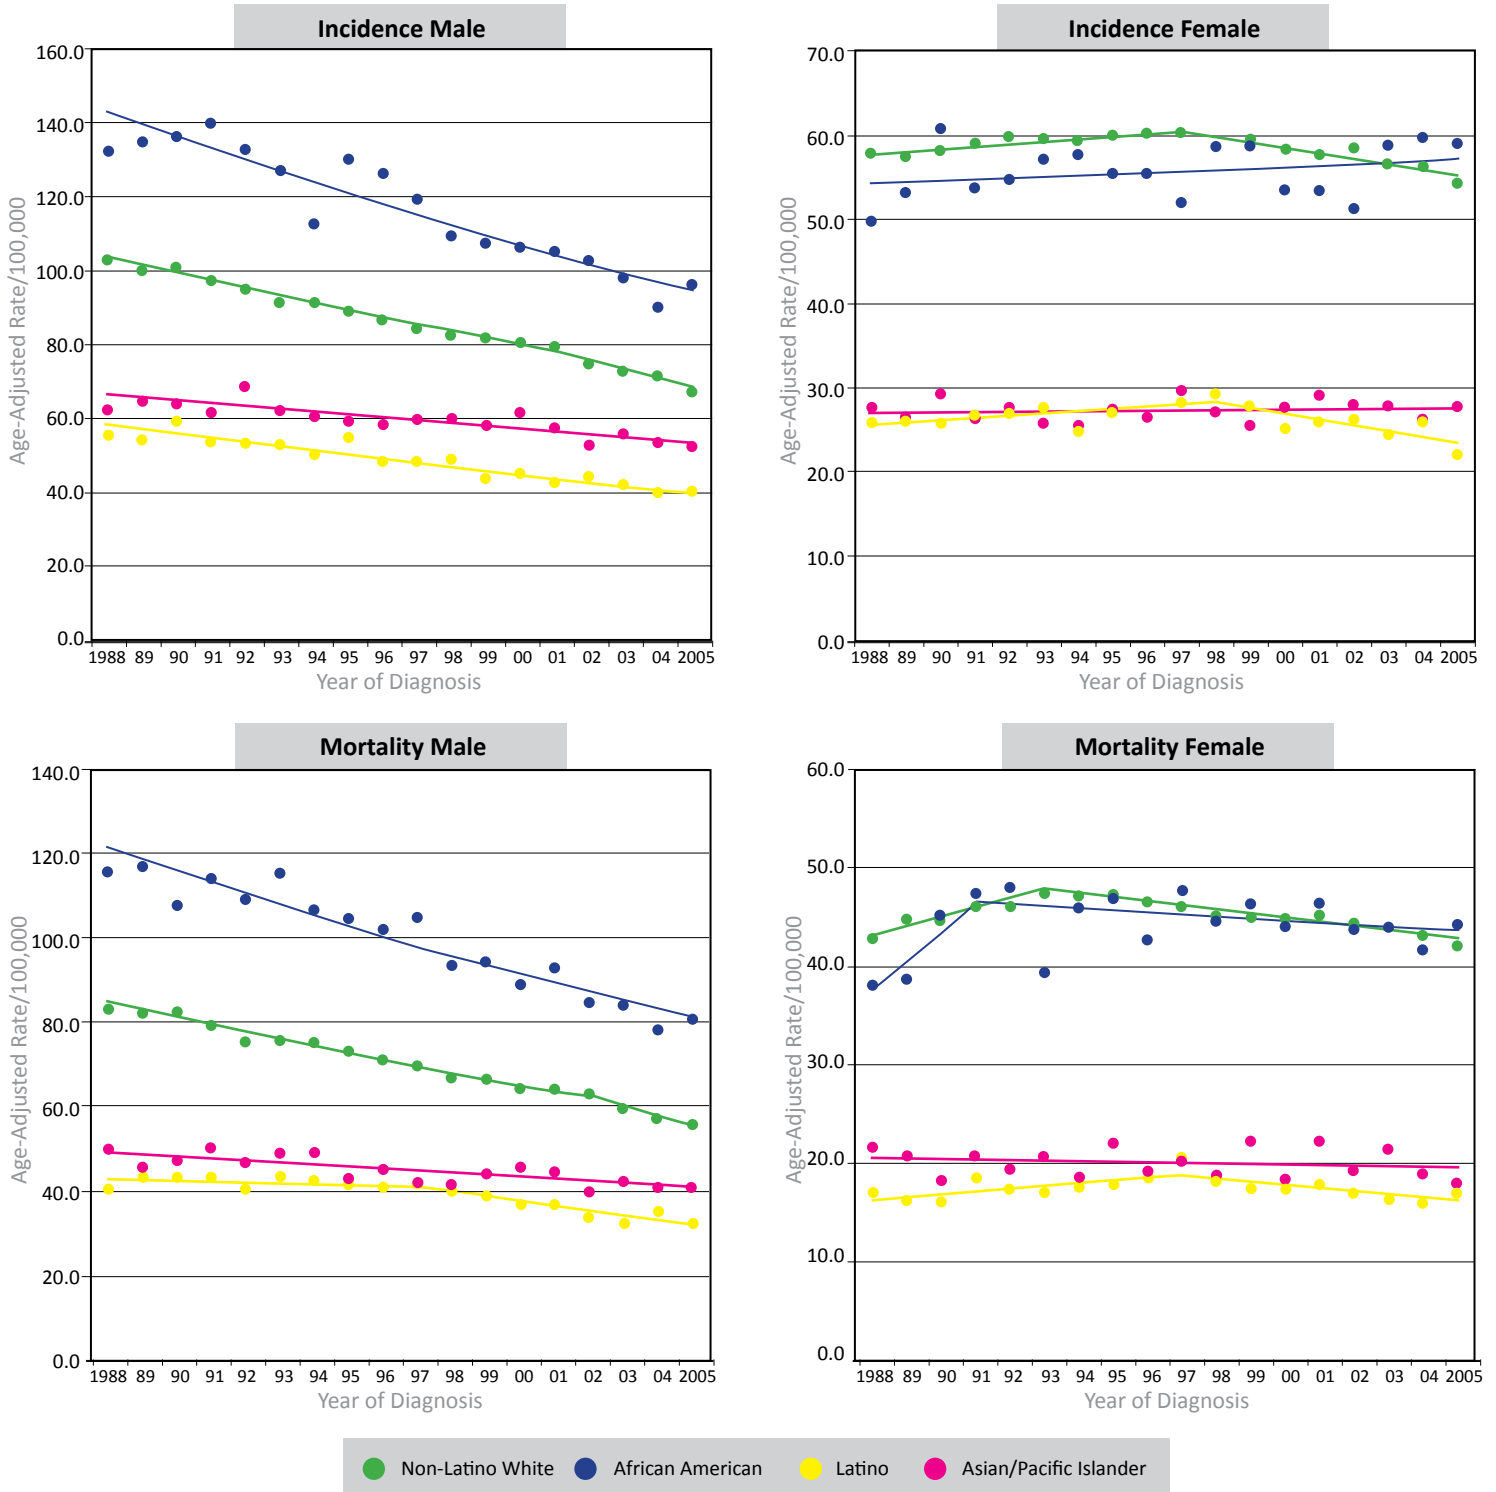 Incidence Male
Age-Adjusted Rate/100,000
160.0
140.0
120.0
100.0
80.0
60.0
40.0
20.0
0.0
1988 89 90 91 92 93 94 95 96 97 98 99 00 01 02 03 04 2005
Year of Diagnosis
Incidence Female
Age-Adjusted Rate/100,000
70.0
60.0
50.0
40.0
30.0
20.0
10.0
0.0
1988 89 90 91 92 93 94 95 96 97 98 99 00 01 02 03 04 2005
Year of Diagnosis
Mortality Male
Age-Adjusted Rate/100,000
140.0
120.0
100.0
80.0
60.0
40.0
20.0
0.0
1988 89 90 91 92 93 94 95 96 97 98 99 00 01 02 03 04 2005
Year of Diagnosis
Mortality Female
Age-Adjusted Rate/100,000
60.0
50.0
40.0
30.0
20.0
10.0
0.0
1988 89 90 91 92 93 94 95 96 97 98 99 00 01 02 03 04 2005
Year of Diagnosis
Non-Latino White African American Latino Asian/Pacific Islander